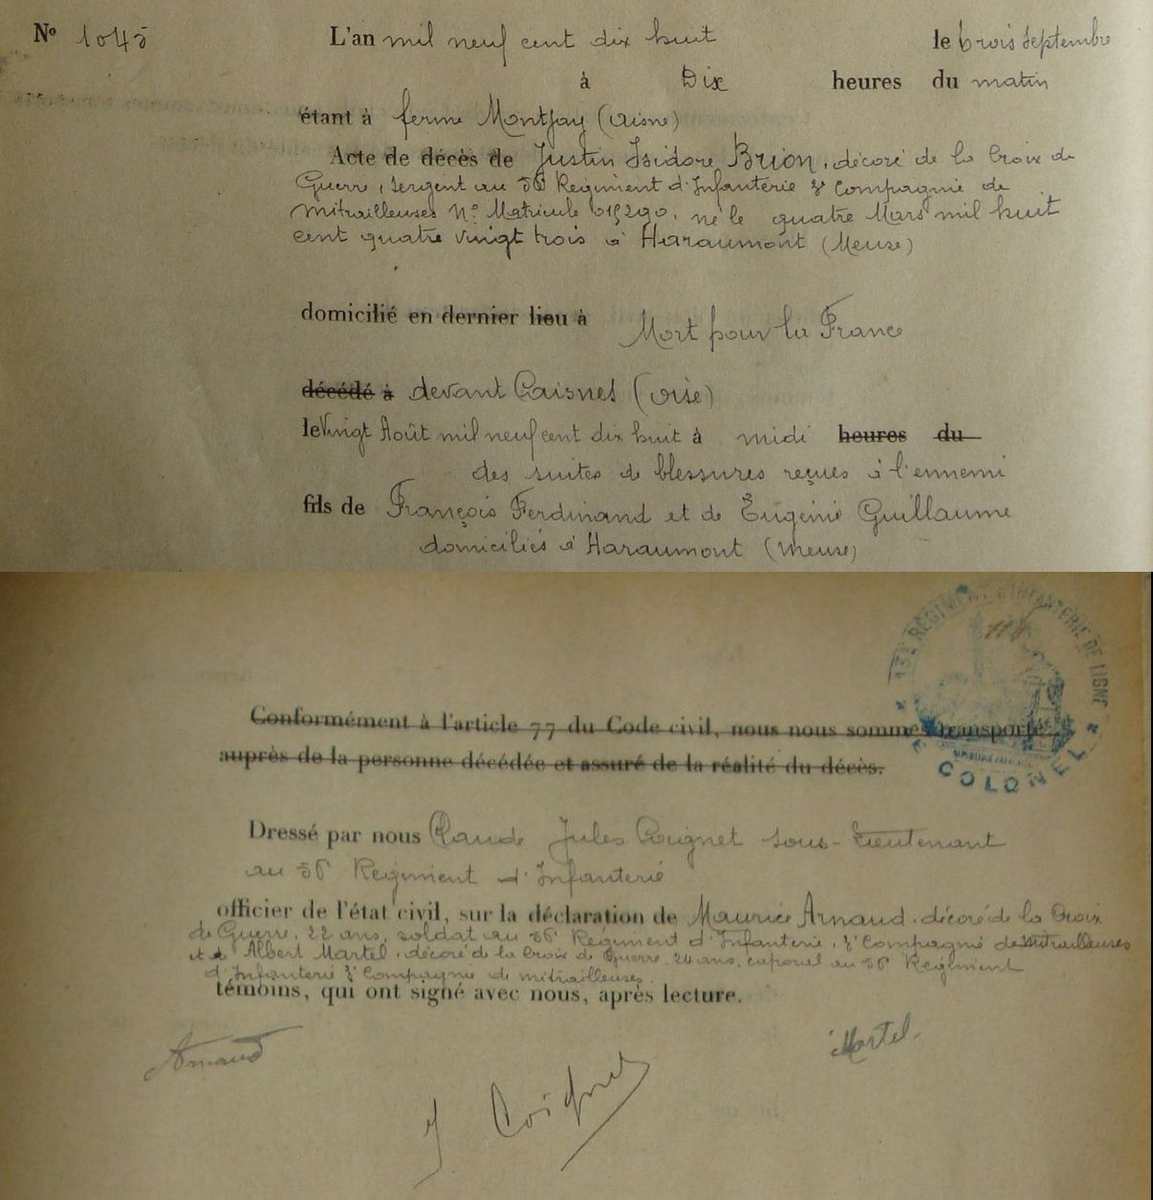 Nº 1045 L'an mil neuf cent dix huit le trois Septembre
à Dix heures du matin
étant à ferme Montjay (Aisne)
Acte de décès de Justin Isidore Brion, décoré de la Croix de
Guerre, sergent au Régiment d'Infanterie Compagnie de
mitrailleuses Nº Matricule 019290, né le quatre Mars mil huit
cent quatre vingt trois à Haraumont (Meuse)
domicilié en dernier lieu à Mort pour la France
décédé à devant Caisnes (Oise)
le Vingt Août mil neuf cent dix huit à midi heures du
des suites de blessures reçues à l'ennemi
fils de François Ferdinand et de Eugénie Guillaume
domiciliés à Haraumont (Meuse)
RÉGIMENT D'INFANTERIE DE LIGNE
COLONEL
Conformément à l'article 77 du Code civil, nous nous sommes transporté
auprès de la personne décédée et assuré de la réalité du décès.
Dressé par nous Claude Jules Coignet sous-Lieutenant
au Régiment d'Infanterie
officier de l'état civil, sur la déclaration de Maurice Arnaud, décoré de la Croix
de Guerre, 22 ans, soldat au Régiment d'Infanterie, Compagnie de Mitrailleuses
et de Albert Martel, décoré de la Croix de Guerre, 24 ans, caporal au Régiment
d'Infanterie Compagnie de mitrailleuses.
témoins, qui ont signé avec nous, après lecture.
Arnaud Martel
J Coignet